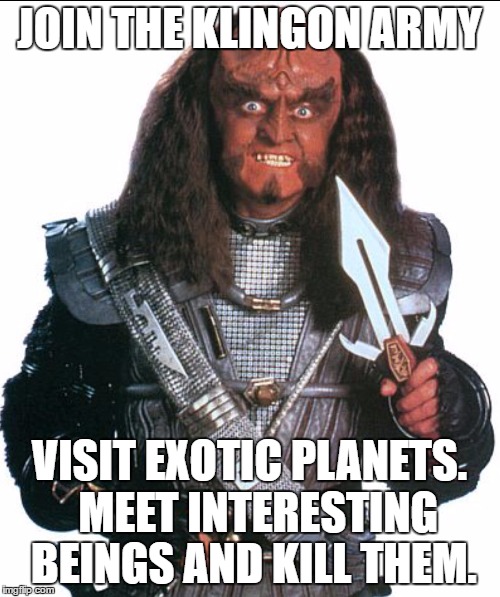 JOIN THE KLINGON ARMY
VISIT EXOTIC PLANETS.
MEET INTERESTING
BEINGS AND KILL THEM.
imgflip.com